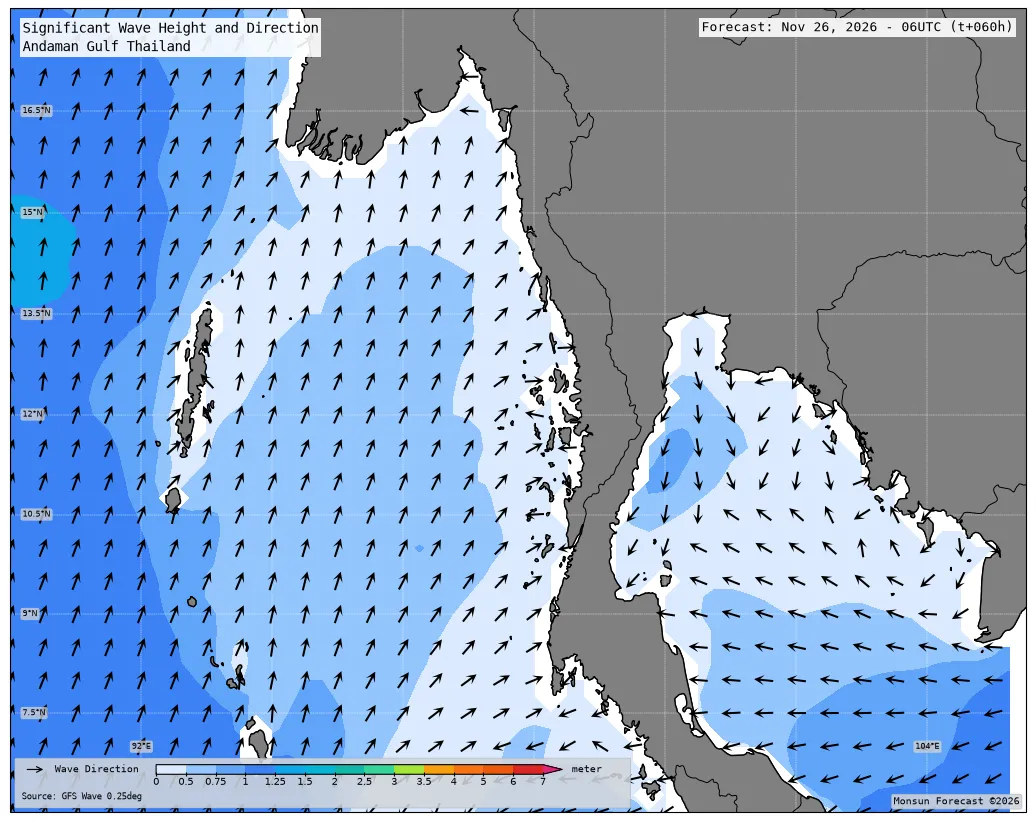 Significant Wave Height and Direction
Andaman Gulf Thailand
Forecast: Nov 26, 2026 - 06UTC (t+060h)
16.5°N
15°N
13.5°N
12°N
10.5°N
9°N
7.5°N
92°E
104°E
Wave Direction
0 0.5 0.75 1 1.25 1.5 2 2.5 3 3.5 4 5 6 7 meter
Source: GFS Wave 0.25deg
Monsun Forecast ©2026